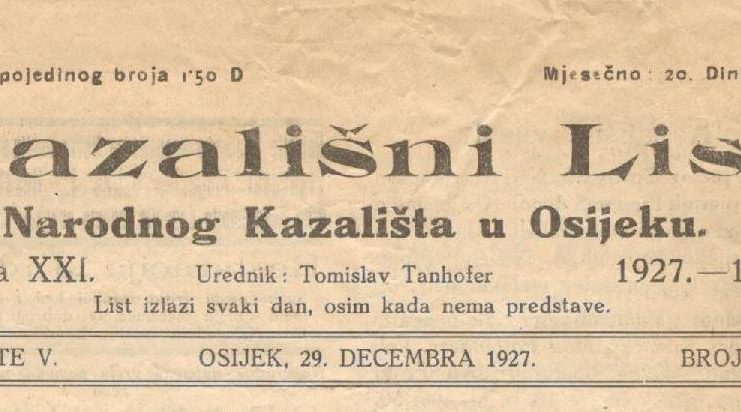 pojedinog broja 1·50 D Mjesečno: 20. Din
azališni Lis
Narodnog Kazališta u Osijeku.
a XXI. Urednik: Tomislav Tanhofer 1927.—1
List izlazi svaki dan, osim kada nema predstave.
TE V. OSIJEK, 29. DECEMBRA 1927. BROJ